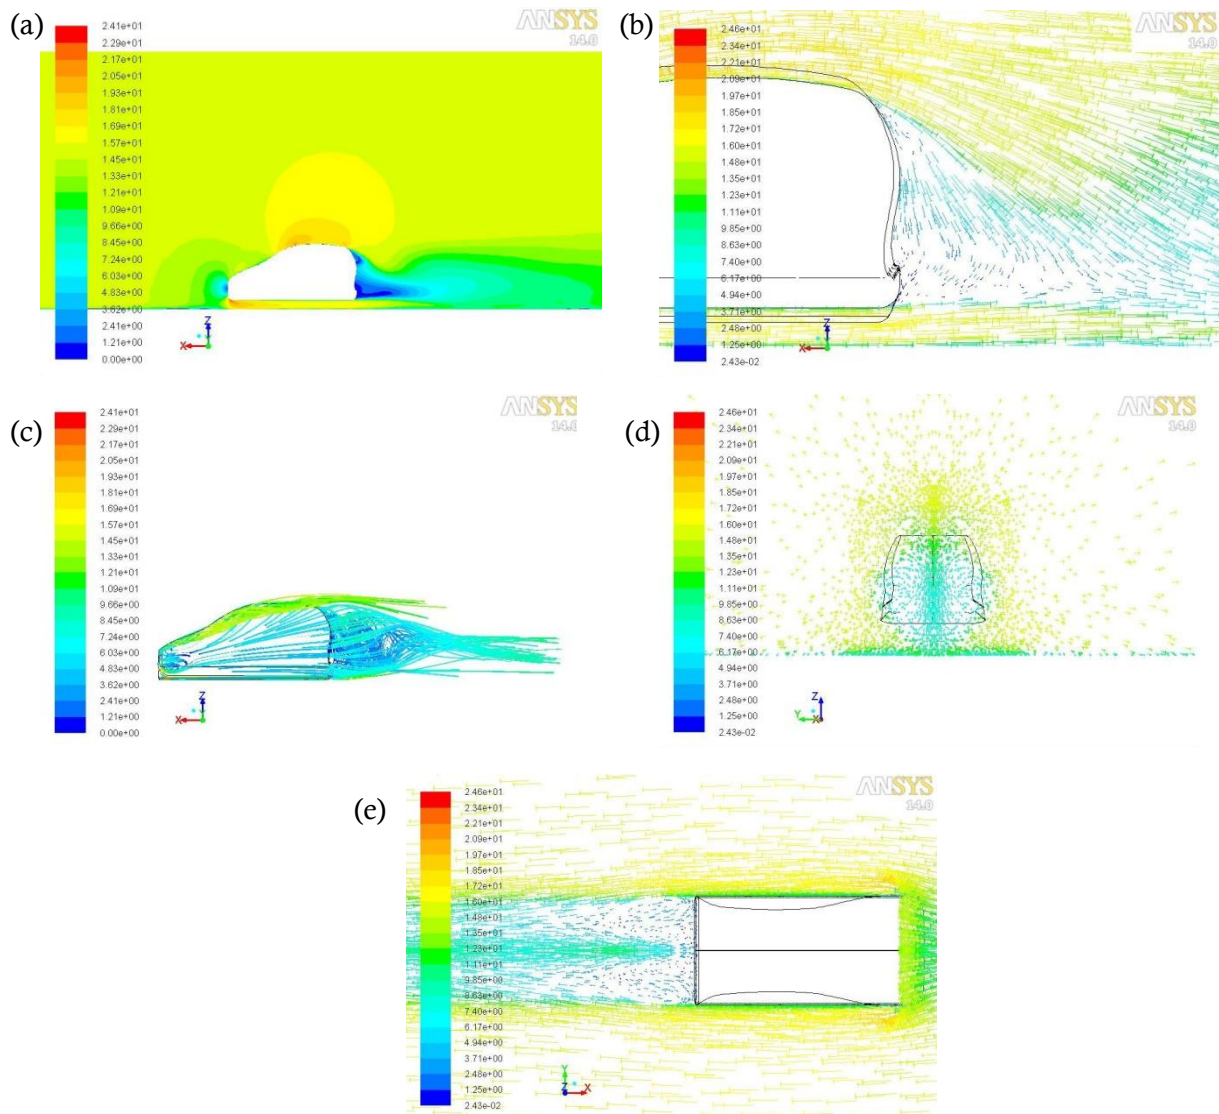 (a)
ANSYS
14.0
2.41e+01
2.29e+01
2.17e+01
2.05e+01
1.93e+01
1.81e+01
1.69e+01
1.57e+01
1.45e+01
1.33e+01
1.21e+01
1.09e+01
9.66e+00
8.45e+00
7.24e+00
6.03e+00
4.83e+00
3.62e+00
2.41e+00
1.21e+00
0.00e+00
Z
X
(b)
ANSYS
14.0
2.46e+01
2.34e+01
2.21e+01
2.09e+01
1.97e+01
1.85e+01
1.72e+01
1.60e+01
1.48e+01
1.35e+01
1.23e+01
1.11e+01
9.85e+00
8.63e+00
7.40e+00
6.17e+00
4.94e+00
3.71e+00
2.48e+00
1.25e+00
2.43e-02
Z
X
(c)
ANSYS
14.0
2.41e+01
2.29e+01
2.17e+01
2.05e+01
1.93e+01
1.81e+01
1.69e+01
1.57e+01
1.45e+01
1.33e+01
1.21e+01
1.09e+01
9.66e+00
8.45e+00
7.24e+00
6.03e+00
4.83e+00
3.62e+00
2.41e+00
1.21e+00
0.00e+00
Z
X
(d)
ANSYS
14.0
2.46e+01
2.34e+01
2.21e+01
2.09e+01
1.97e+01
1.85e+01
1.72e+01
1.60e+01
1.48e+01
1.35e+01
1.23e+01
1.11e+01
9.85e+00
8.63e+00
7.40e+00
6.17e+00
4.94e+00
3.71e+00
2.48e+00
1.25e+00
2.43e-02
Z
Y X
(e)
ANSYS
14.0
2.46e+01
2.34e+01
2.21e+01
2.09e+01
1.97e+01
1.85e+01
1.72e+01
1.60e+01
1.48e+01
1.35e+01
1.23e+01
1.11e+01
9.85e+00
8.63e+00
7.40e+00
6.17e+00
4.94e+00
3.71e+00
2.48e+00
1.25e+00
2.43e-02
Y
Z X